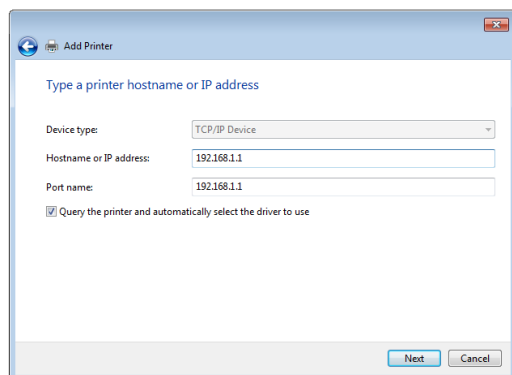 Add Printer
Type a printer hostname or IP address
Device type: TCP/IP Device
Hostname or IP address: 192.168.1.1
Port name: 192.168.1.1
Query the printer and automatically select the driver to use
Next Cancel